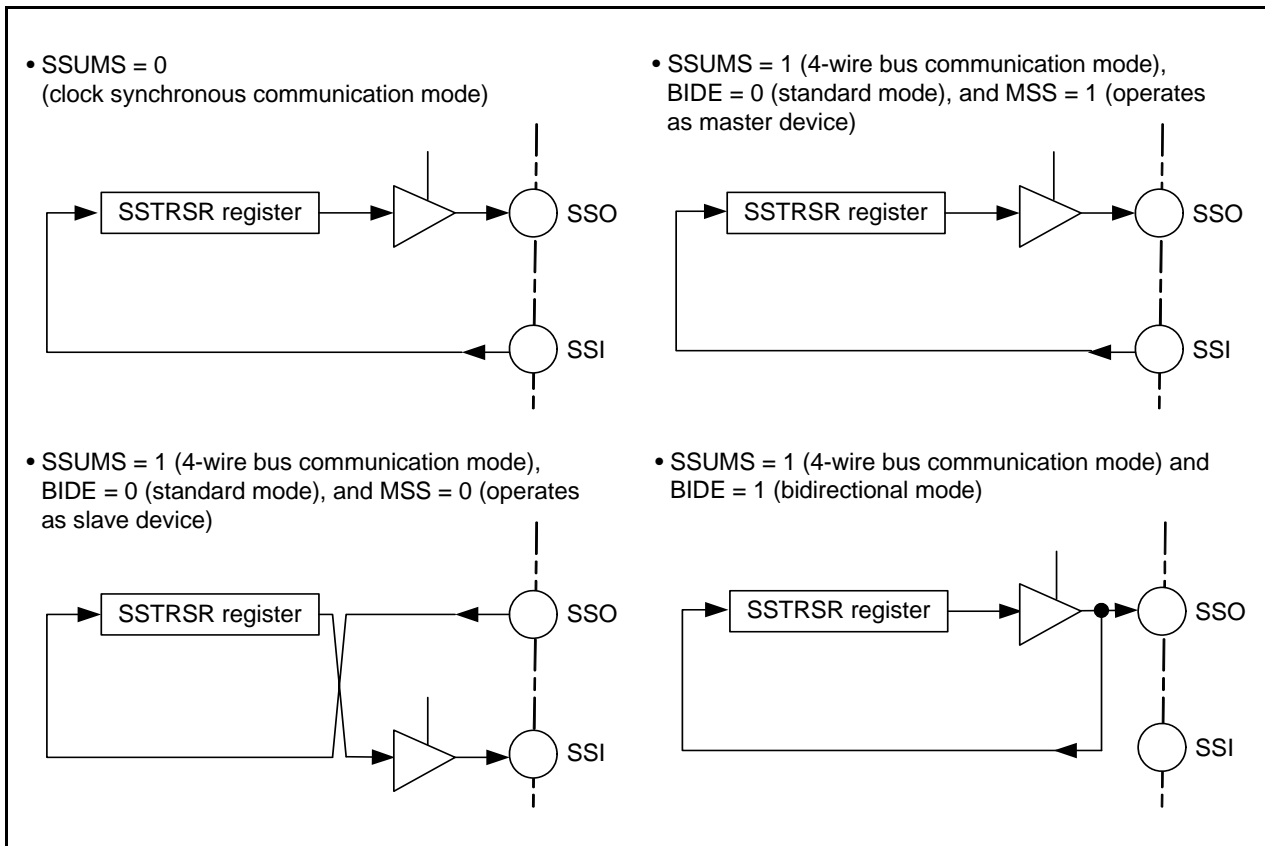 • SSUMS = 0
(clock synchronous communication mode)
SSTRSR register
SSO
SSI
• SSUMS = 1 (4-wire bus communication mode),
BIDE = 0 (standard mode), and MSS = 1 (operates
as master device)
SSTRSR register
SSO
SSI
• SSUMS = 1 (4-wire bus communication mode),
BIDE = 0 (standard mode), and MSS = 0 (operates
as slave device)
SSTRSR register
SSO
SSI
• SSUMS = 1 (4-wire bus communication mode) and
BIDE = 1 (bidirectional mode)
SSTRSR register
SSO
SSI